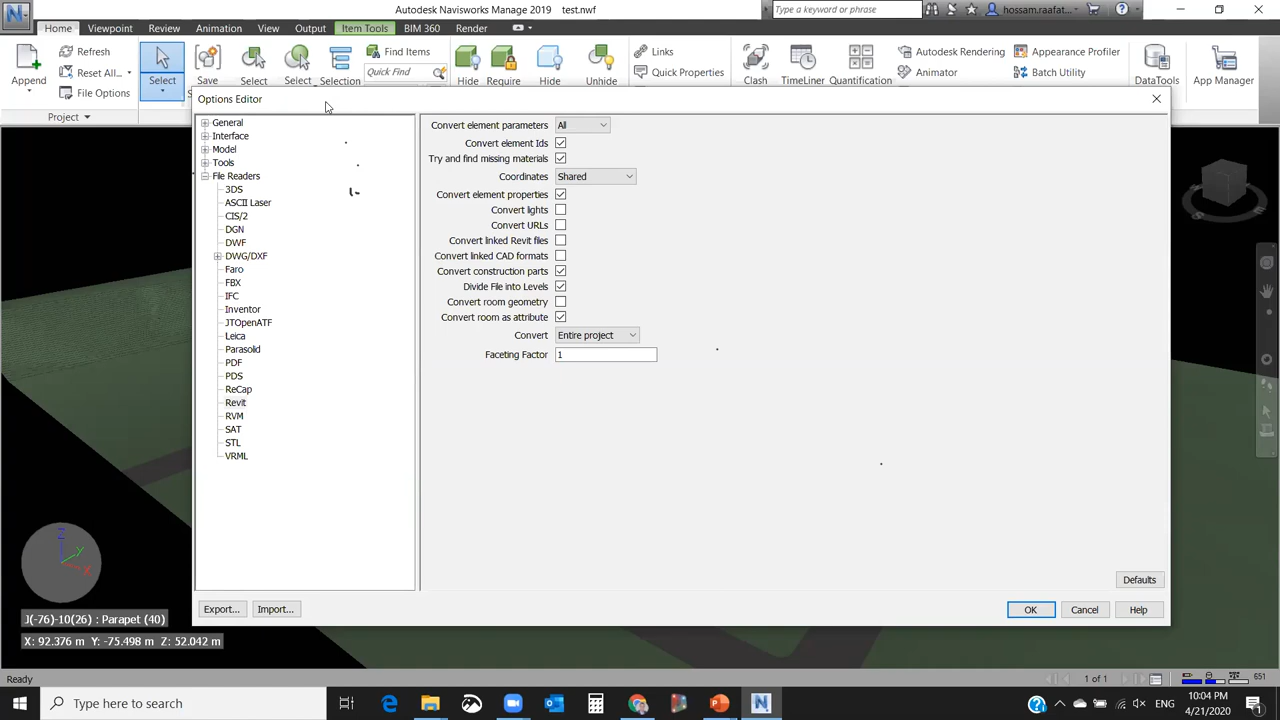 Autodesk Navisworks Manage 2019 test.nwf
Type a keyword or phrase
hossam.raafat...
Home Viewpoint Review Animation View Output Item Tools BIM 360 Render
Append
Refresh
Reset All...
File Options
Project
Select
Save
Select
Select
Selection
Find Items
Quick Find
Hide
Require
Hide
Unhide
Links
Quick Properties
Clash
TimeLiner
Quantification
Autodesk Rendering
Animator
Appearance Profiler
Batch Utility
DataTools
App Manager
Options Editor
General
Interface
Model
Tools
File Readers
3DS
ASCII Laser
CIS/2
DGN
DWF
DWG/DXF
Faro
FBX
IFC
Inventor
JTOpenATF
Leica
Parasolid
PDF
PDS
ReCap
Revit
RVM
SAT
STL
VRML
Convert element parameters All
Convert element Ids
Try and find missing materials
Coordinates Shared
Convert element properties
Convert lights
Convert URLs
Convert linked Revit files
Convert linked CAD formats
Convert construction parts
Divide File into Levels
Convert room geometry
Convert room as attribute
Convert Entire project
Faceting Factor 1
Defaults
Export... Import... OK Cancel Help
Z
Y
X
J(-76)-10(26) : Parapet (40)
X: 92.376 m Y: -75.498 m Z: 52.042 m
Ready
1 of 1
651
Type here to search
ENG
10:04 PM
4/21/2020